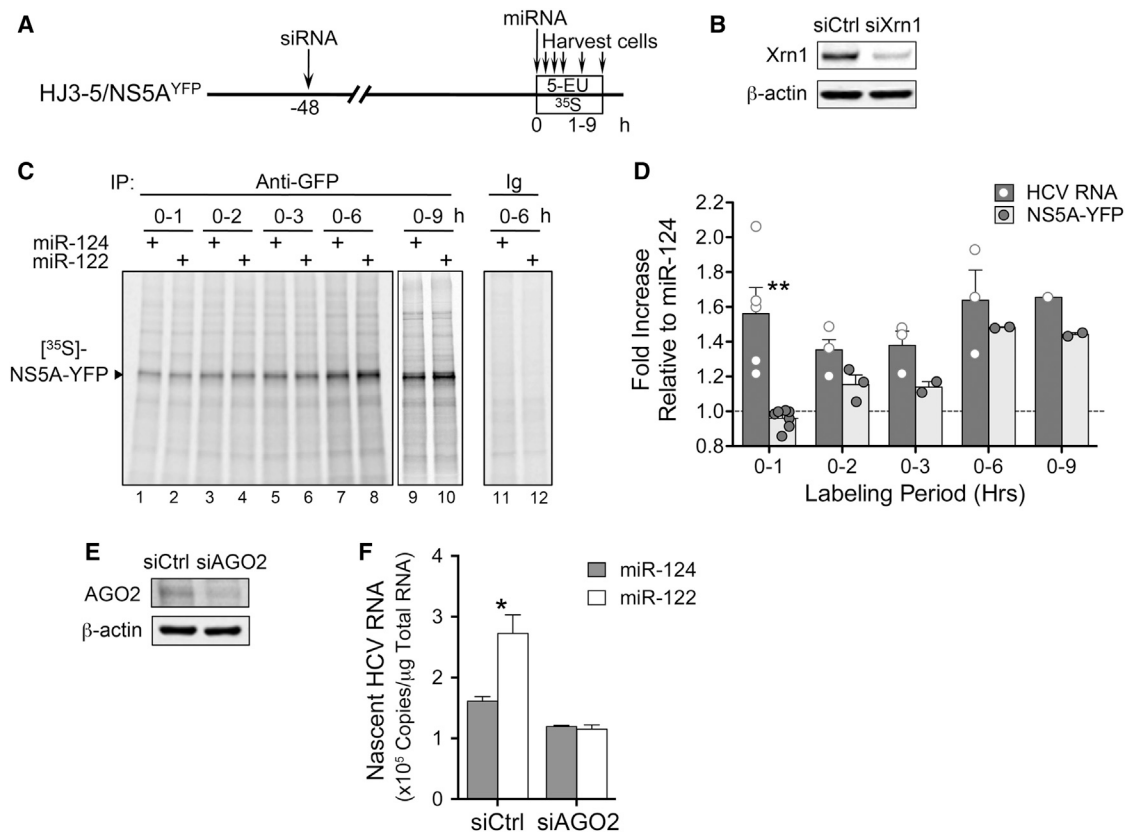 A
siRNA
miRNA
Harvest cells
HJ3-5/NS5AYFP
5-EU
35S
-48
0 1-9 h
B
siCtrl siXrn1
Xrn1
β-actin
C
IP: Anti-GFP Ig
0-1 0-2 0-3 0-6 0-9 h 0-6 h
miR-124 + + + + + +
miR-122 + + + + + +
[35S]-
NS5A-YFP
1 2 3 4 5 6 7 8 9 10 11 12
D
HCV RNA
NS5A-YFP
Fold Increase
Relative to miR-124
2.2
2.0
1.8
1.6
1.4
1.2
1.0
0.8
**
0-1 0-2 0-3 0-6 0-9
Labeling Period (Hrs)
E
siCtrl siAGO2
AGO2
β-actin
F
miR-124
miR-122
Nascent HCV RNA
(x105 Copies/µg Total RNA)
4
3
2
1
0
*
siCtrl siAGO2